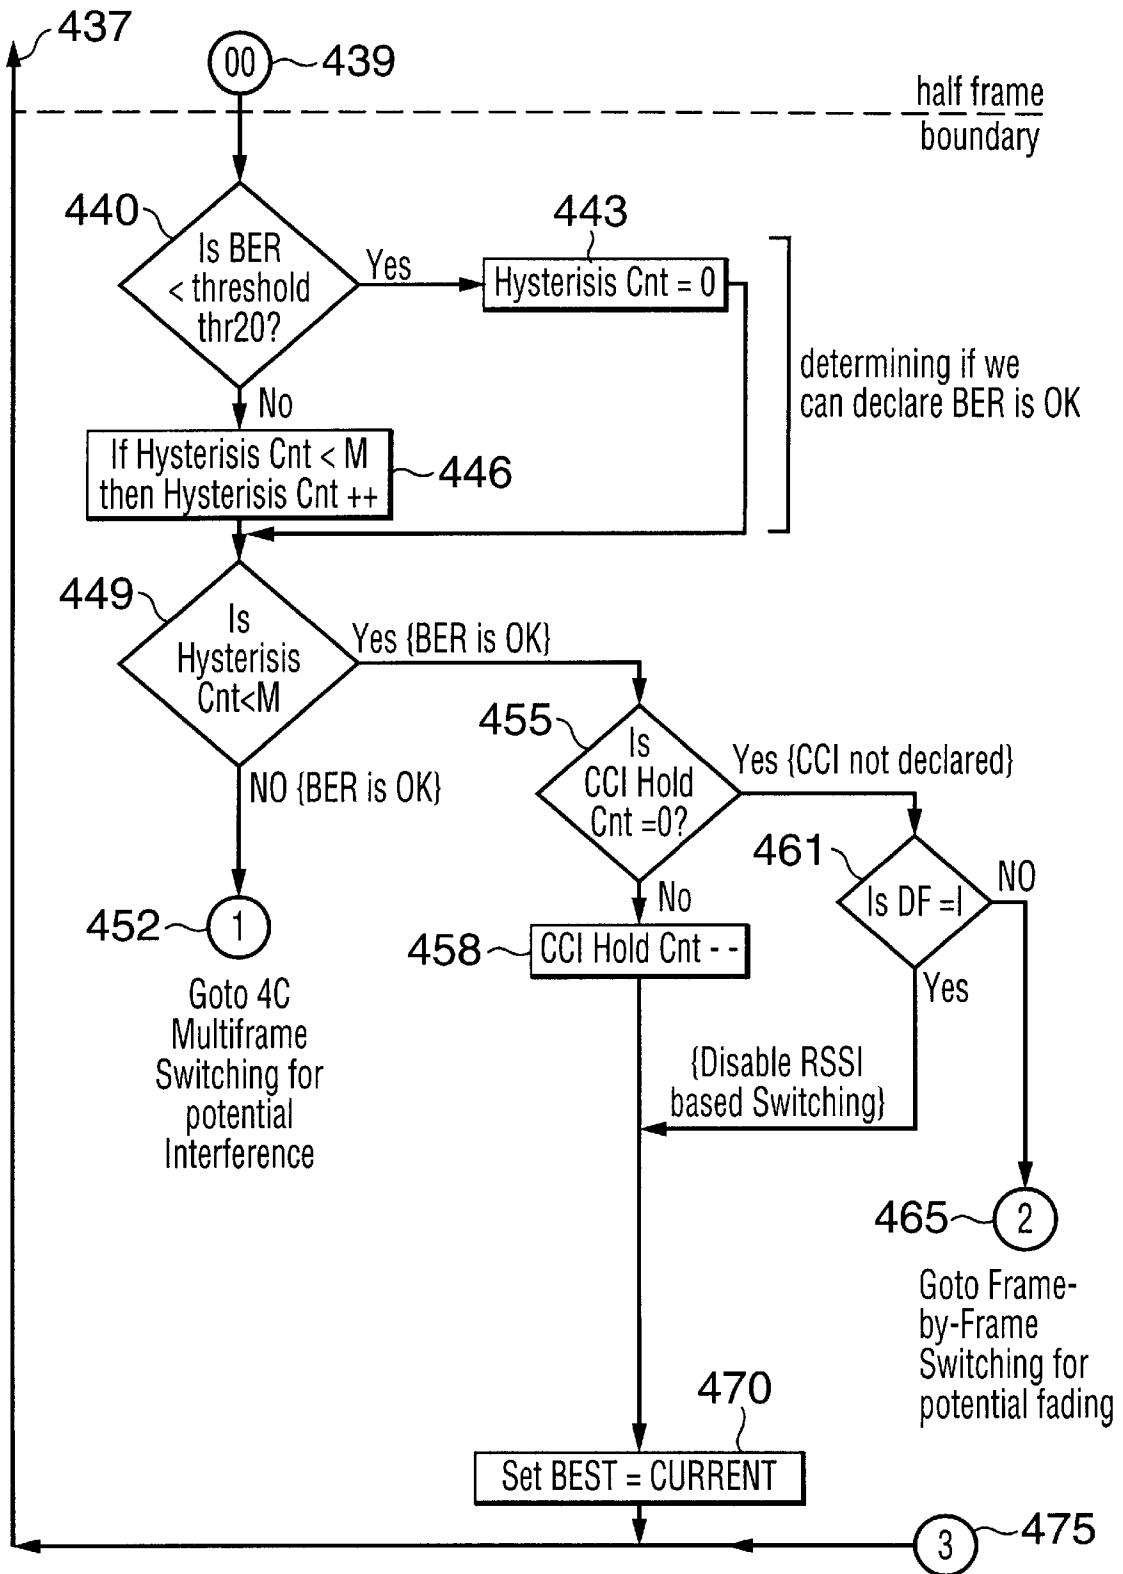 437
00
439
half frame
boundary
440
Is BER
< threshold
thr20?
Yes
443
Hysterisis Cnt = 0
determining if we
can declare BER is OK
No
If Hysterisis Cnt < M
then Hysterisis Cnt ++
446
449
Is
Hysterisis
Cnt<M
Yes {BER is OK}
NO {BER is OK}
455
Is
CCI Hold
Cnt =0?
Yes {CCI not declared}
461
Is DF =I
NO
No
458
CCI Hold Cnt - -
Yes
452
1
Goto 4C
Multiframe
Switching for
potential
Interference
{Disable RSSI
based Switching}
465
2
Goto Frame-
by-Frame
Switching for
potential fading
470
Set BEST = CURRENT
3
475